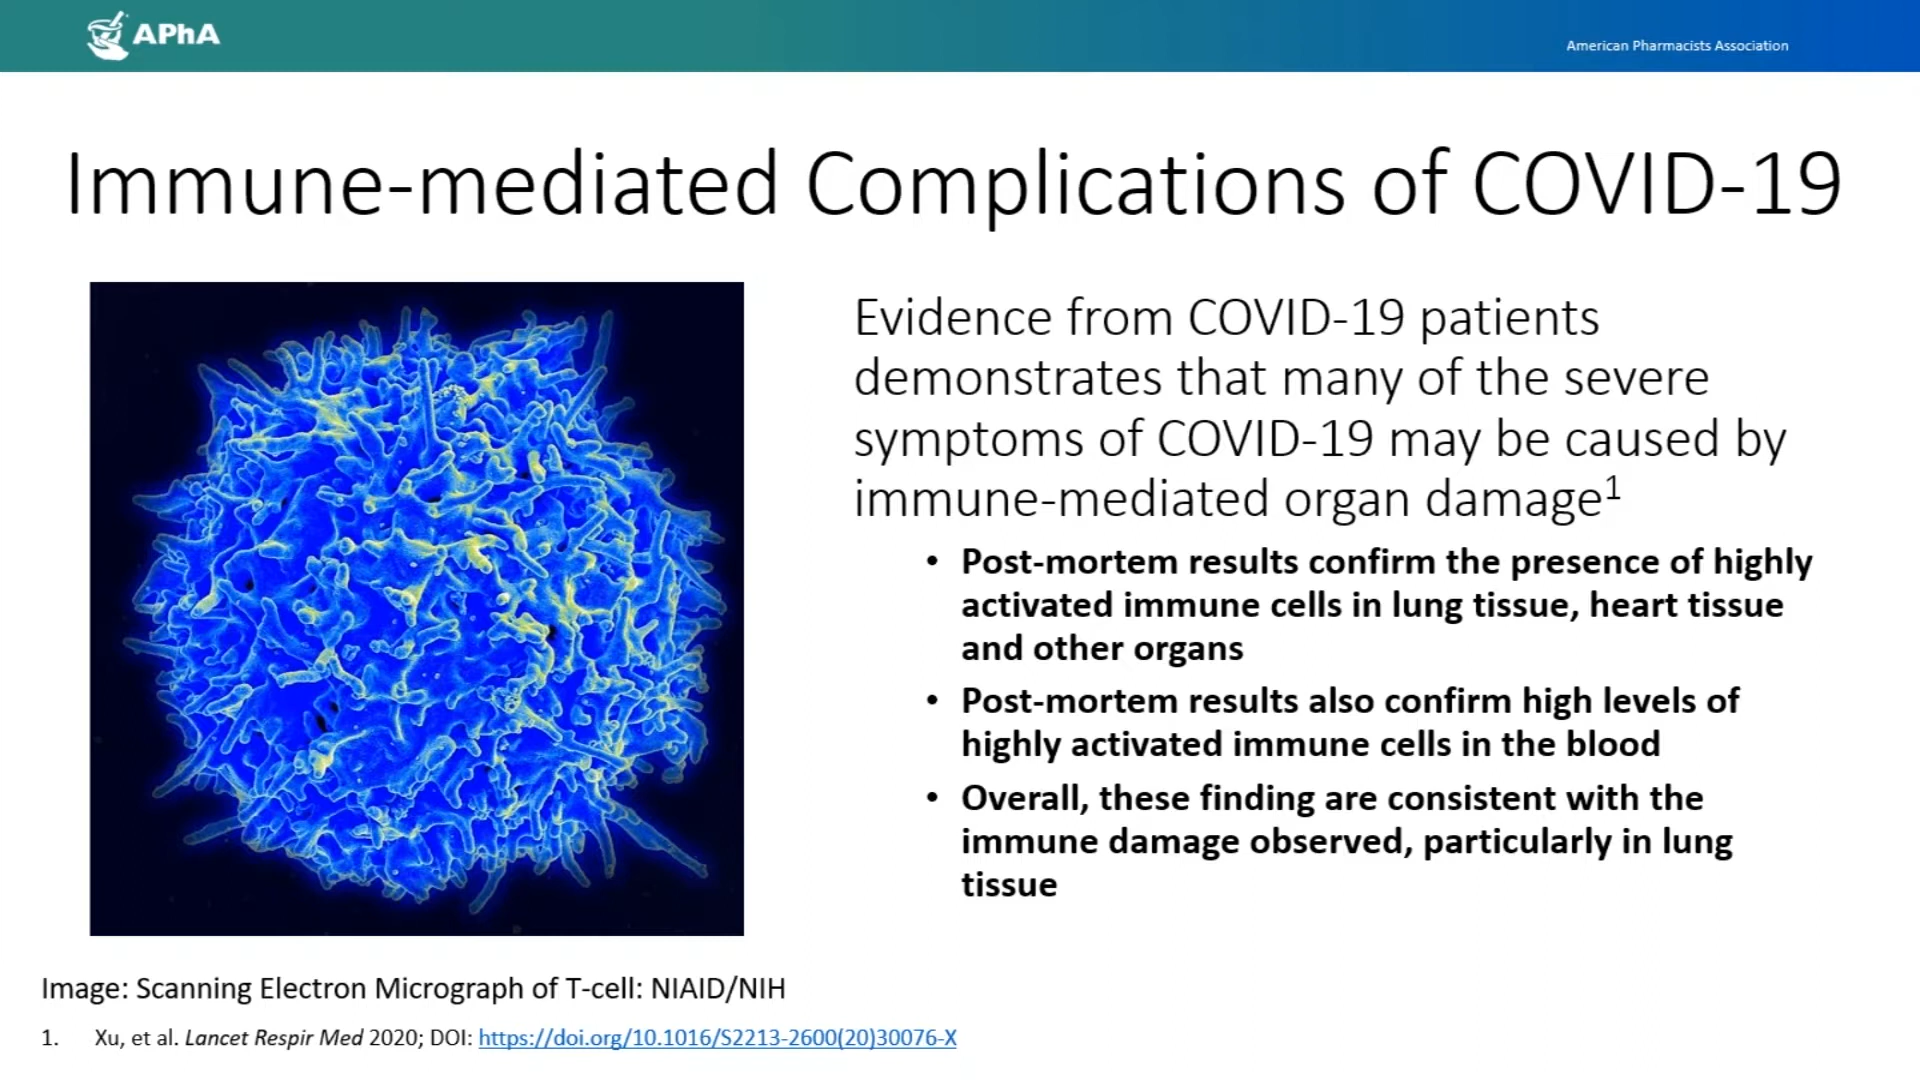 APhA
American Pharmacists Association
Immune-mediated Complications of COVID-19
Evidence from COVID-19 patients
demonstrates that many of the severe
symptoms of COVID-19 may be caused by
immune-mediated organ damage¹
• Post-mortem results confirm the presence of highly
activated immune cells in lung tissue, heart tissue
and other organs
• Post-mortem results also confirm high levels of
highly activated immune cells in the blood
• Overall, these finding are consistent with the
immune damage observed, particularly in lung
tissue
Image: Scanning Electron Micrograph of T-cell: NIAID/NIH
1. Xu, et al. Lancet Respir Med 2020; DOI: https://doi.org/10.1016/S2213-2600(20)30076-X